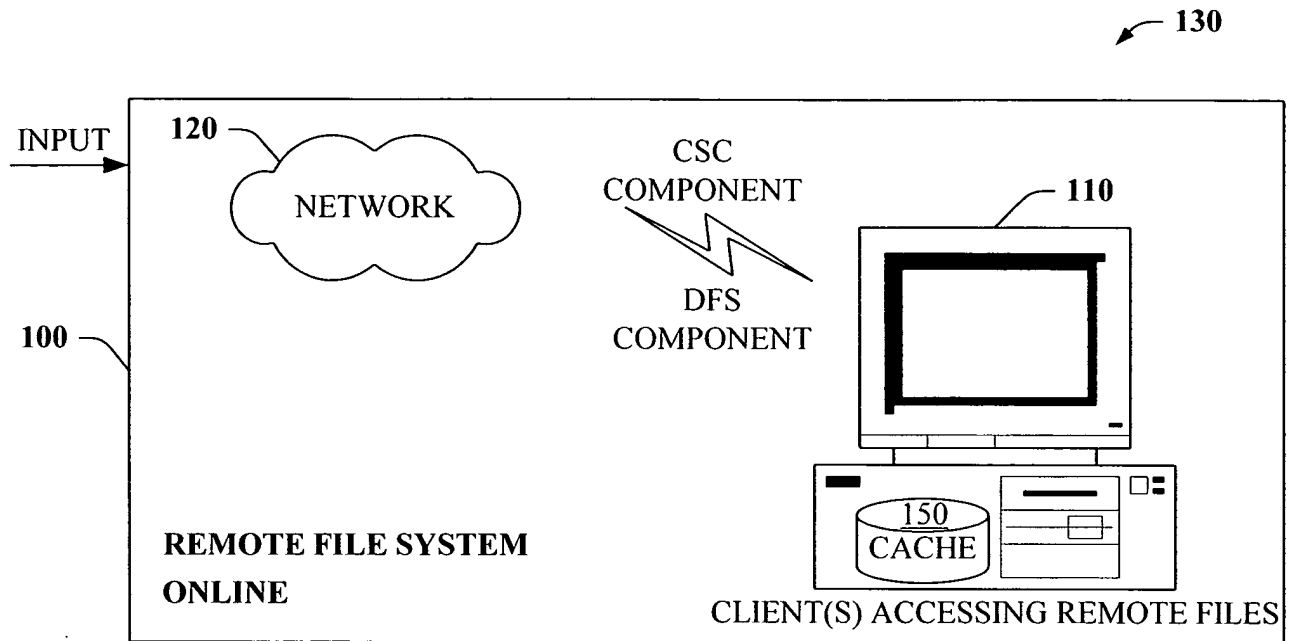 130
INPUT
120
NETWORK
CSC
COMPONENT
110
DFS
COMPONENT
100
150
CACHE
REMOTE FILE SYSTEM
ONLINE
CLIENT(S) ACCESSING REMOTE FILES